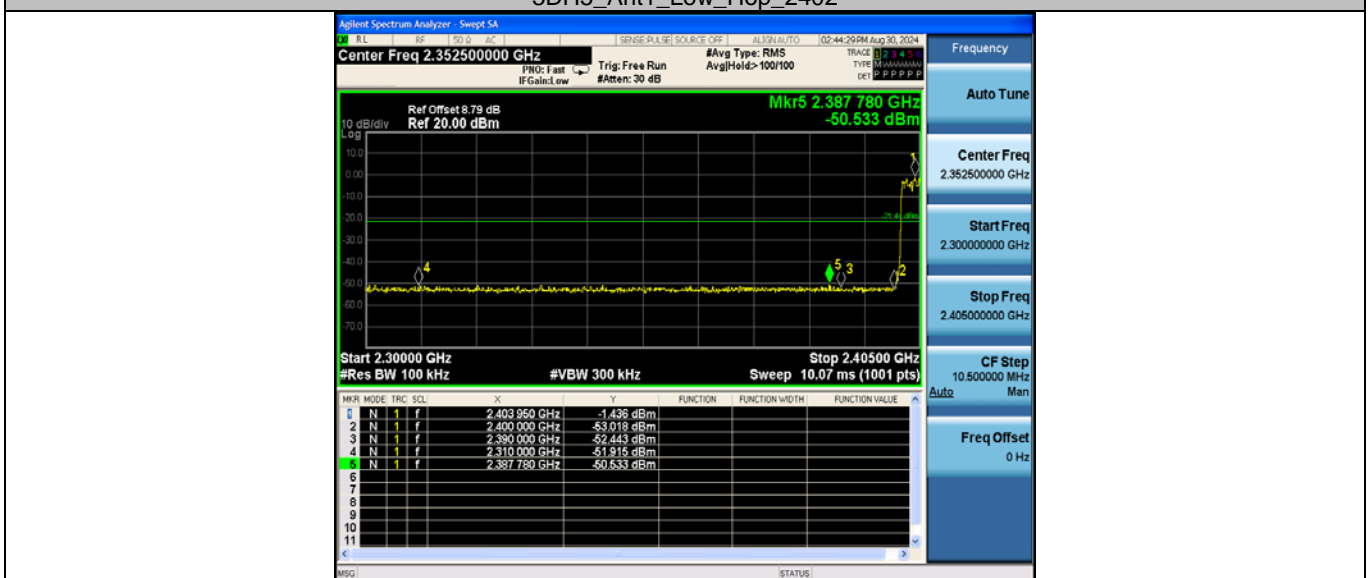 3DH5_Ant1_Low_Hop_2402
Agilent Spectrum Analyzer - Swept SA
RL RF 50 Ω AC SENSE:PULSE SOURCE OFF ALIGN AUTO 02:44:29 PM Aug 30, 2024
Center Freq 2.352500000 GHz
PNO: Fast
IFGain:Low
Trig: Free Run
#Atten: 30 dB
#Avg Type: RMS
Avg|Hold:>100/100
TRACE 1 2 3 4 5 6
TYPE M
DET P P P P P P
Frequency
Auto Tune
Center Freq
2.352500000 GHz
Start Freq
2.300000000 GHz
Stop Freq
2.405000000 GHz
CF Step
10.500000 MHz
Auto Man
Freq Offset
0 Hz
Mkr5 2.387 780 GHz
-50.533 dBm
Ref Offset 8.79 dB
10 dB/div Ref 20.00 dBm
Log
10.0
0.00
-10.0
-20.0
-30.0
-40.0
-50.0
-60.0
-70.0
1
2
3
4
5
Start 2.30000 GHz Stop 2.40500 GHz
#Res BW 100 kHz #VBW 300 kHz Sweep 10.07 ms (1001 pts)
MKR MODE TRC SCL X Y FUNCTION FUNCTION WIDTH FUNCTION VALUE
1 N 1 f 2.403 950 GHz -1.436 dBm
2 N 1 f 2.400 000 GHz -53.018 dBm
3 N 1 f 2.390 000 GHz -52.443 dBm
4 N 1 f 2.310 000 GHz -51.915 dBm
5 N 1 f 2.387 780 GHz -50.533 dBm
6
7
8
9
10
11
MSG STATUS